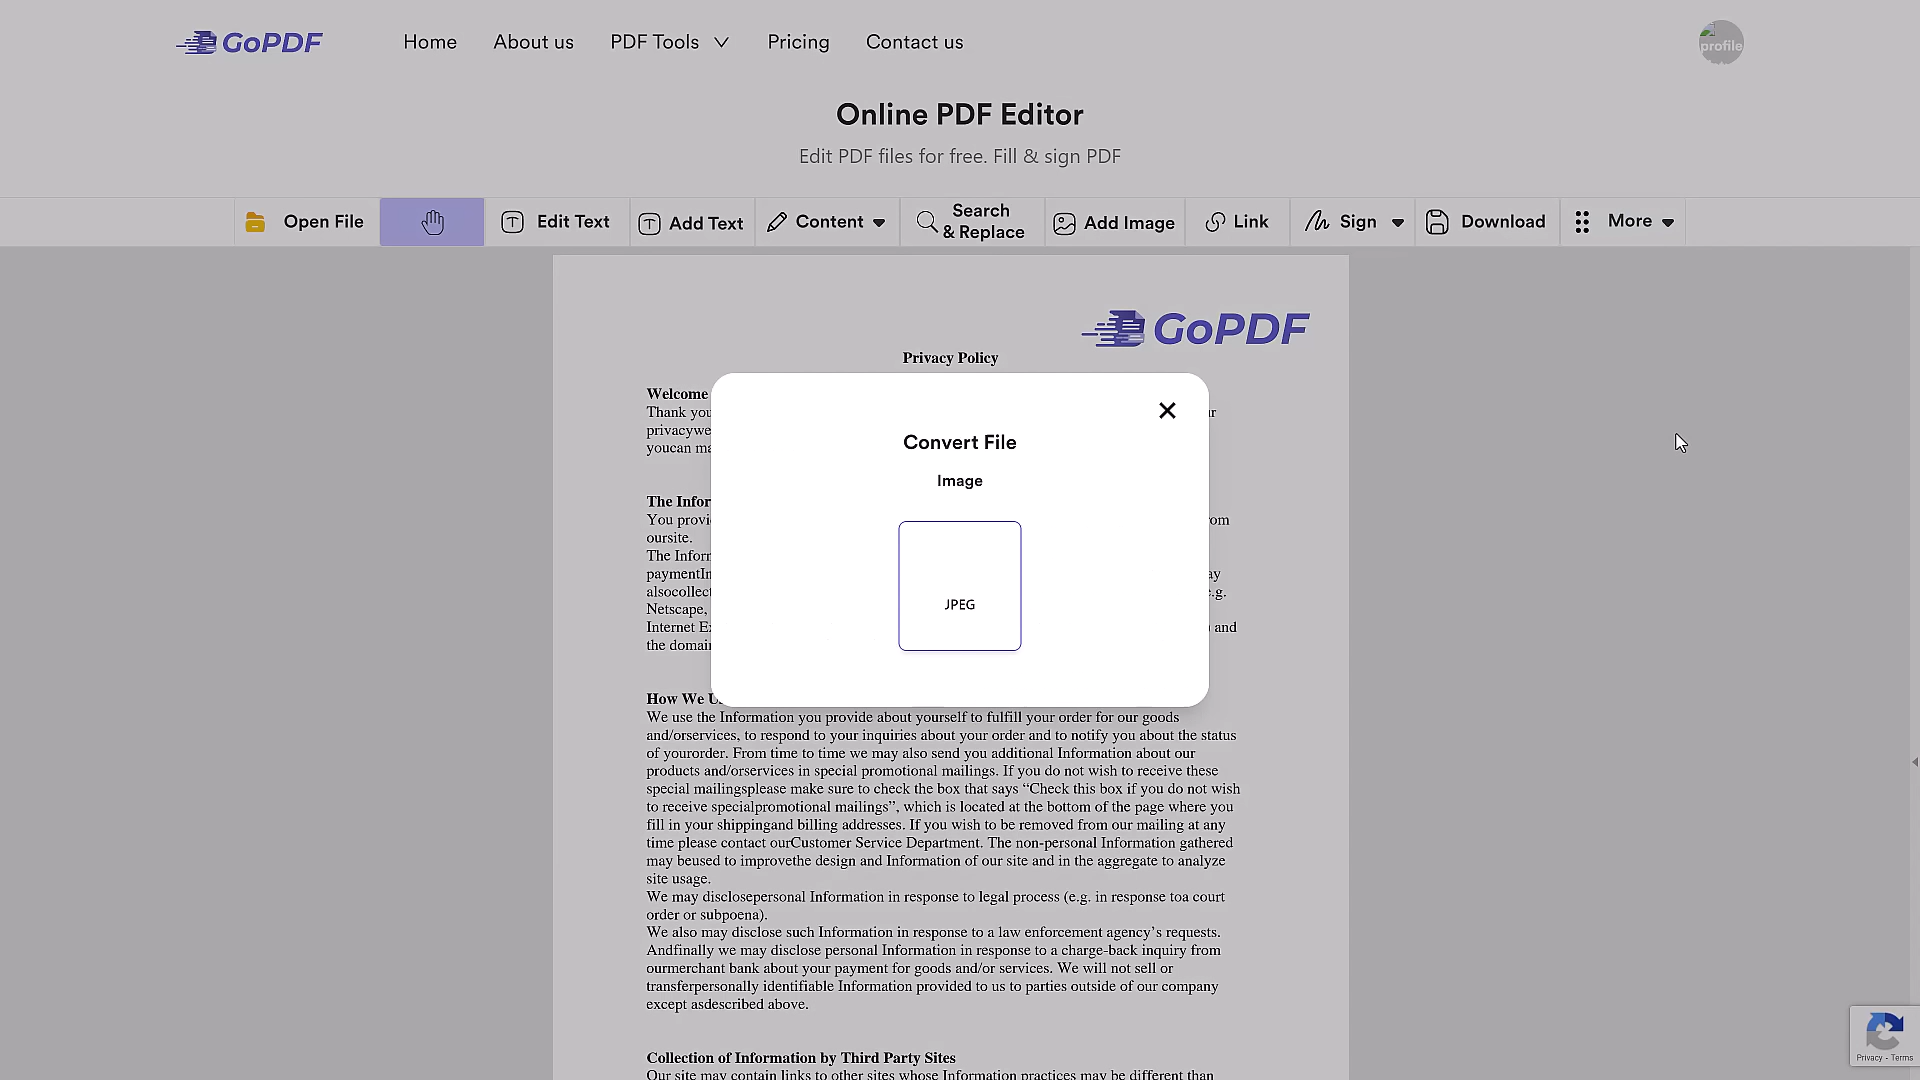 GoPDF
Home
About us
PDF Tools
Pricing
Contact us
profile
Online PDF Editor
Edit PDF files for free. Fill & sign PDF
Open File
Edit Text
Add Text
Content
Search
& Replace
Add Image
Link
Sign
Download
More
GoPDF
Privacy Policy
Welcome
Thank you
privacywe
youcan
The
You
from
oursite.
The
Netscape,
Internet
and
the
Convert File
Image
JPEG
How We
We use the Information you provide about yourself to fulfill your order for our goods
and/orservices, to respond to your inquiries about your order and to notify you about the status
of yourorder. From time to time we may also send you additional Information about our
products and/orservices in special promotional mailings. If you do not wish to receive these
special mailingsplease make sure to check the box that says “Check this box if you do not wish
to receive specialpromotional mailings”, which is located at the bottom of the page where you
fill in your shippingand billing addresses. If you wish to be removed from our mailing at any
time please contact ourCustomer Service Department. The non-personal Information gathered
may beused to improvethe design and Information of our site and in the aggregate to analyze
site usage.
We may disclosepersonal Information in response to legal process (e.g. in response toa court
order or subpoena).
We also may disclose such Information in response to a law enforcement agency’s requests.
Andfinally we may disclose personal Information in response to a charge-back inquiry from
ourmerchant bank about your payment for goods and/or services. We will not sell or
transferpersonally identifiable Information provided to us to parties outside of our company
except asdescribed above.
Collection of Information by Third Party Sites
Our site may contain links to other sites whose Information practices may be different than
Privacy - Terms